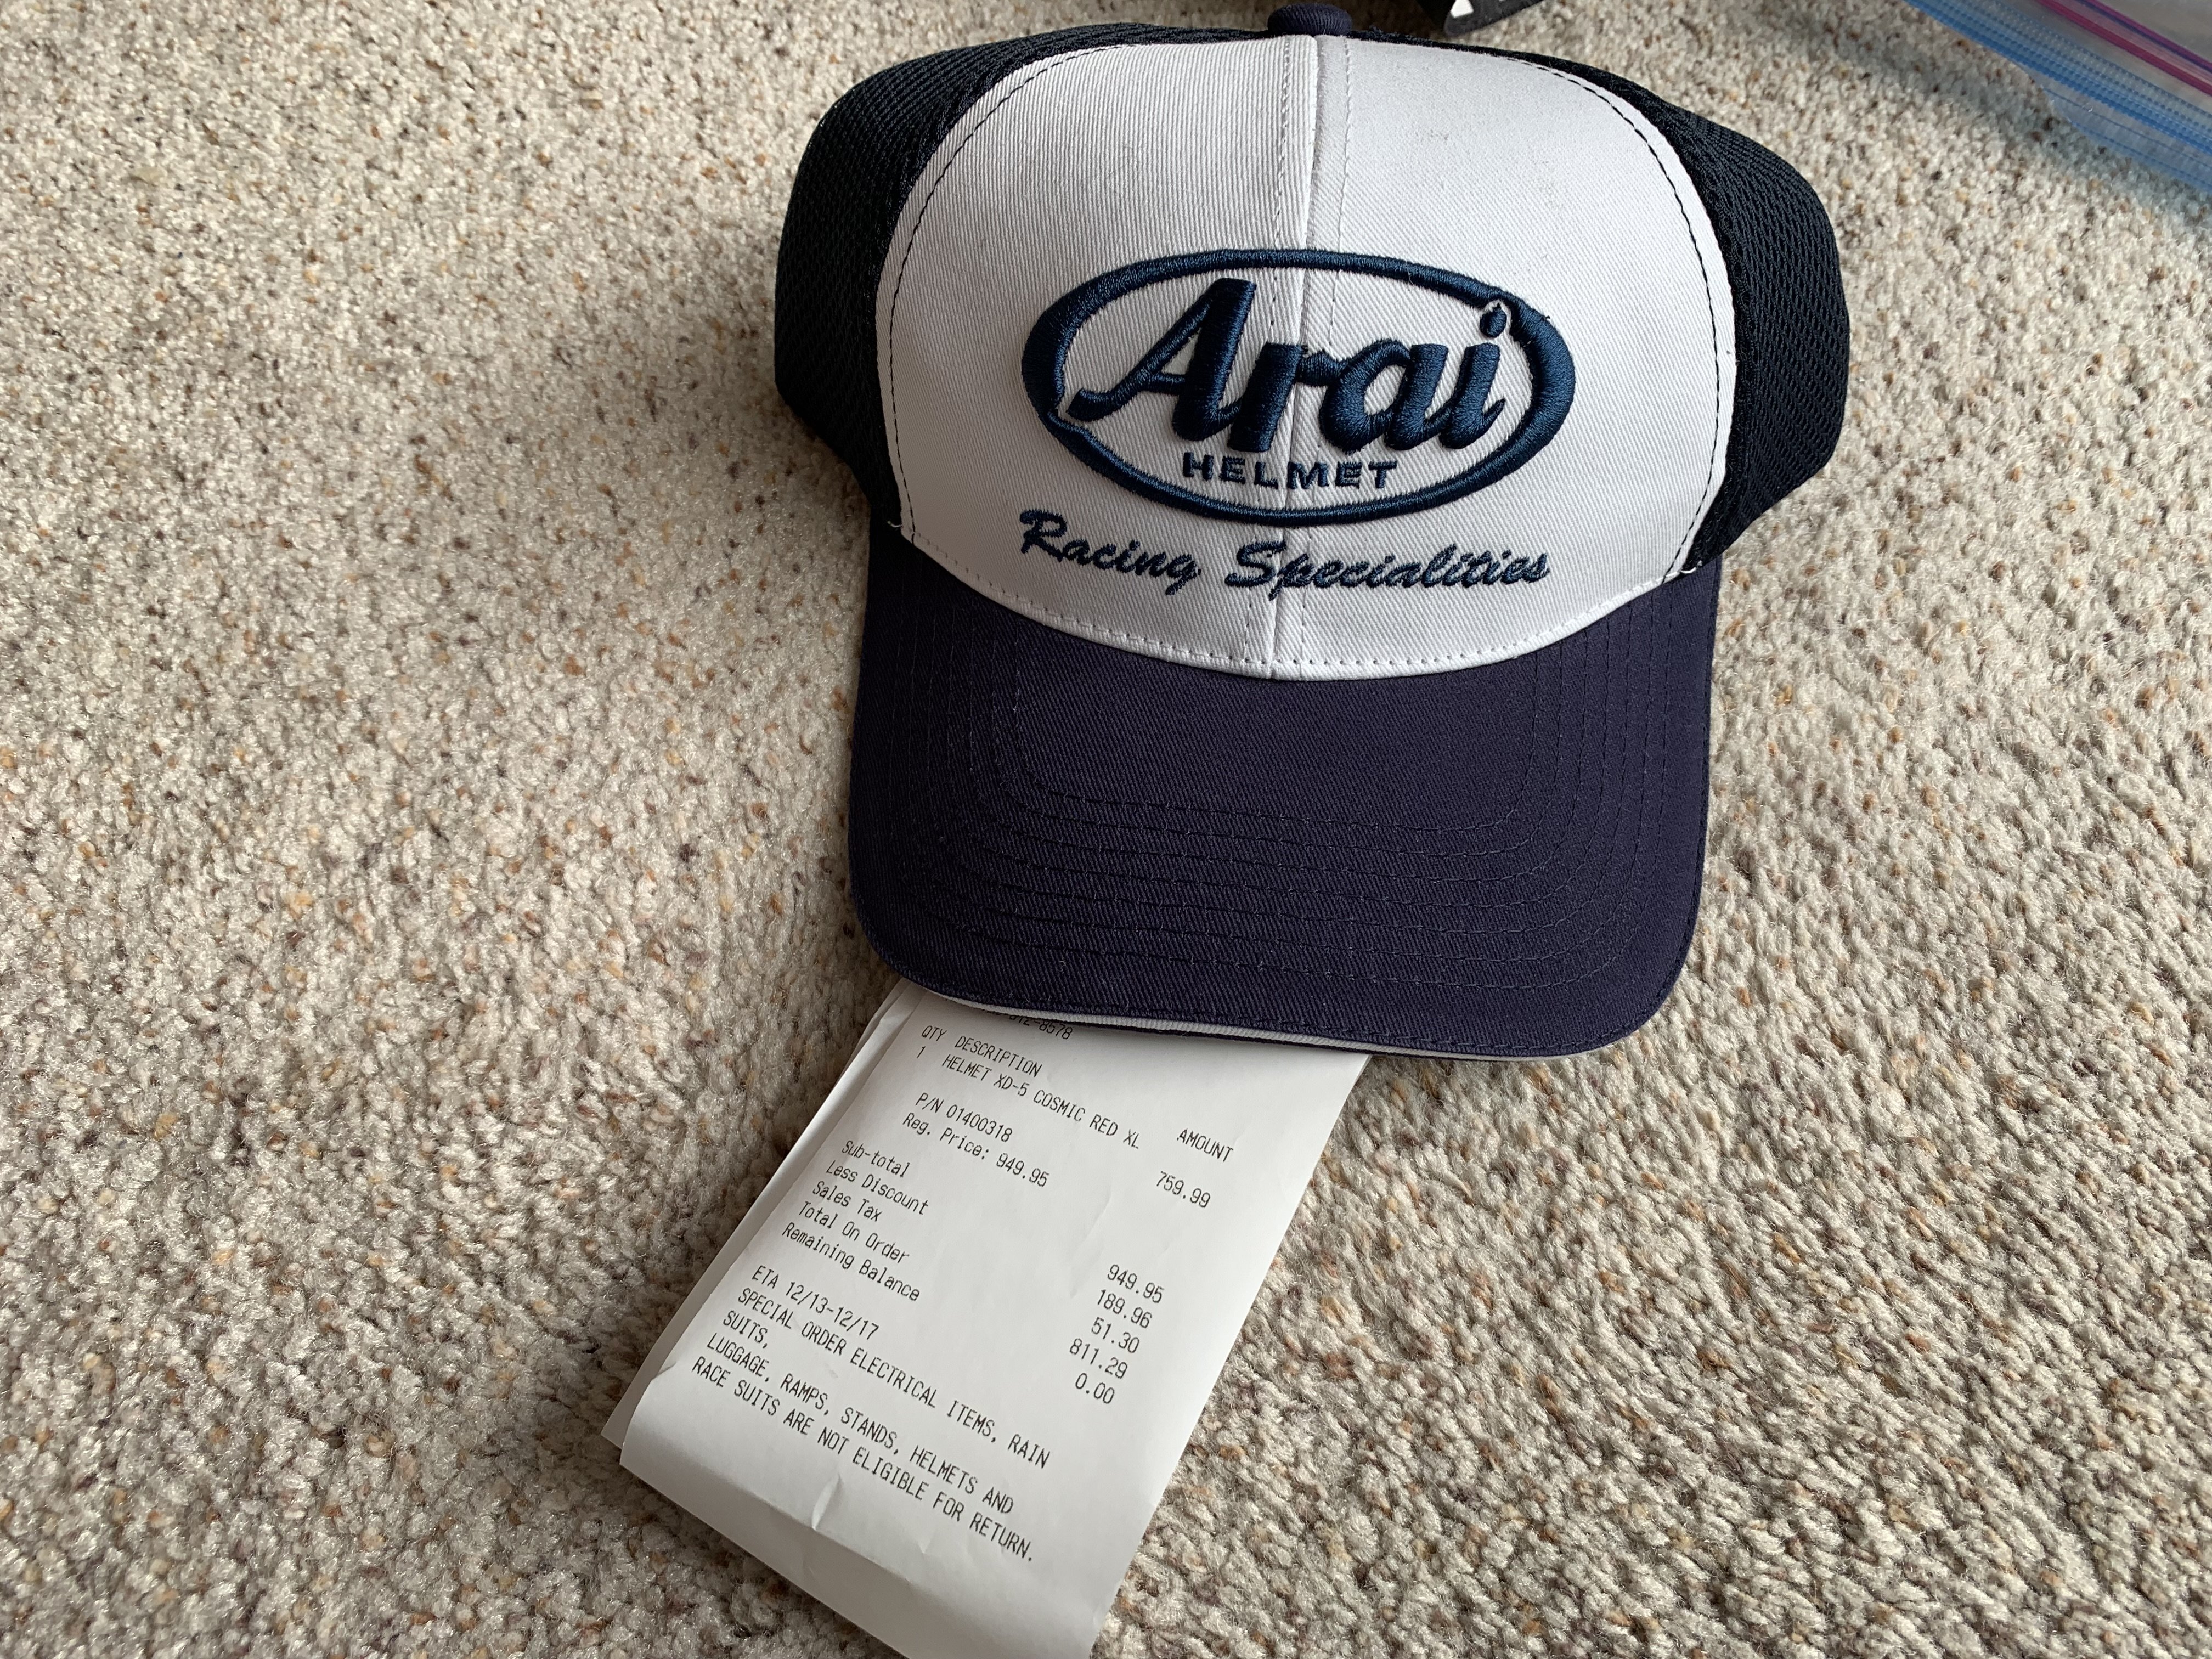 Arai
HELMET
Racing Specialities
QTY DESCRIPTION AMOUNT
1 HELMET XD-5 COSMIC RED XL 759.99
P/N 01400318
Reg. Price: 949.95
Sub-total 949.95
Less Discount 189.96
Sales Tax 51.30
Total On Order 811.29
Remaining Balance 0.00
ETA 12/13-12/17
SPECIAL ORDER ELECTRICAL ITEMS, RAIN
SUITS,
LUGGAGE, RAMPS, STANDS, HELMETS AND
RACE SUITS ARE NOT ELIGIBLE FOR RETURN.